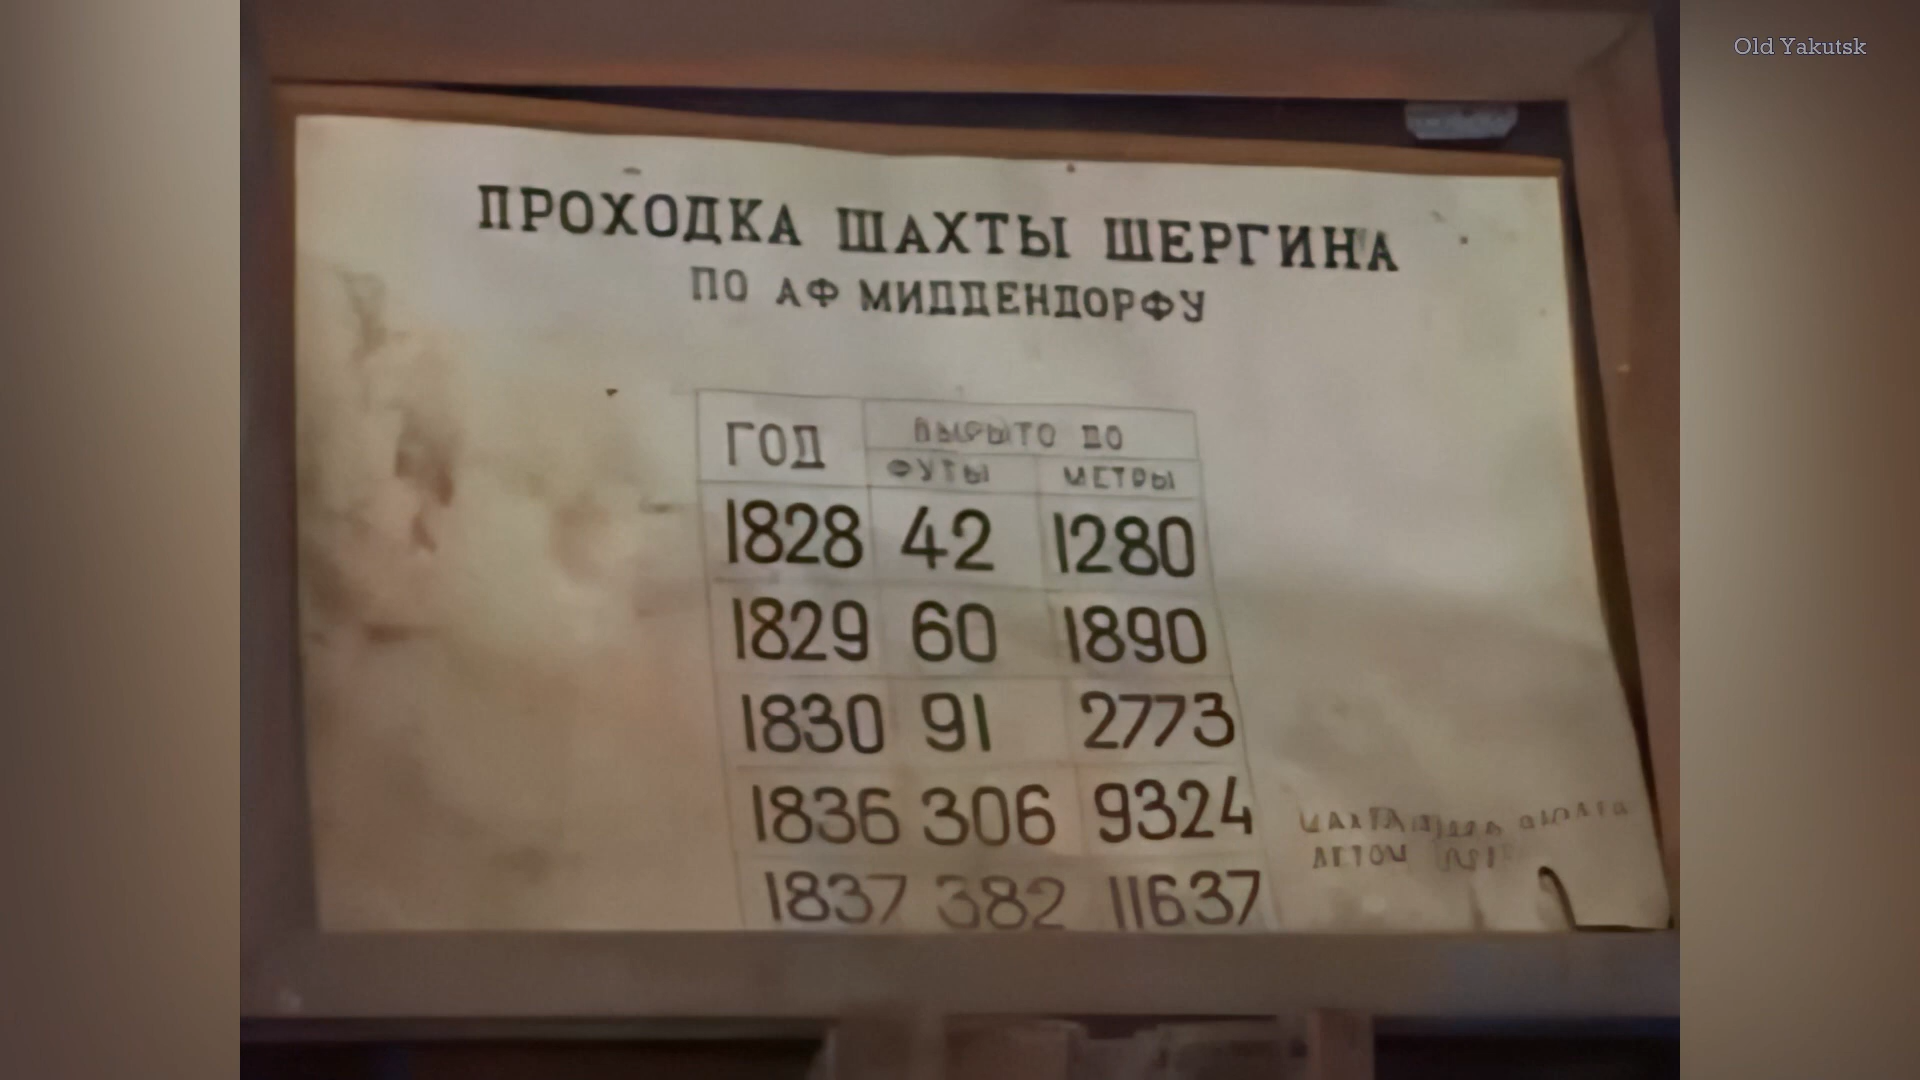 Old Yakutsk
ПРОХОДКА ШАХТЫ ШЕРГИНА
ПО АФ МИДДЕНДОРФУ
ГОД ВЫРЫТО ДО
ФУТЫ МЕТРЫ
1828 42 1280
1829 60 1890
1830 91 2773
1836 306 9324
1837 382 11637
ЛЕТОМ